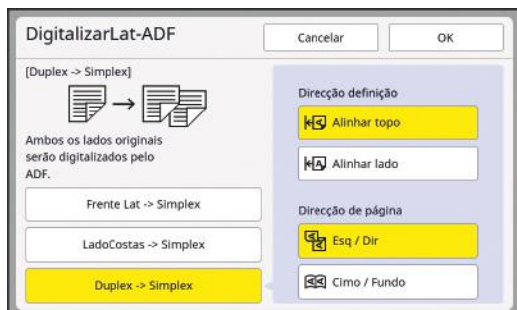 DigitalizarLat-ADF
Cancelar
OK
[Duplex -> Simplex]
Ambos os lados originais
serão digitalizados pelo
ADF.
Frente Lat -> Simplex
LadoCostas -> Simplex
Duplex -> Simplex
Direcção definição
Alinhar topo
Alinhar lado
Direcção de página
Esq / Dir
Cimo / Fundo